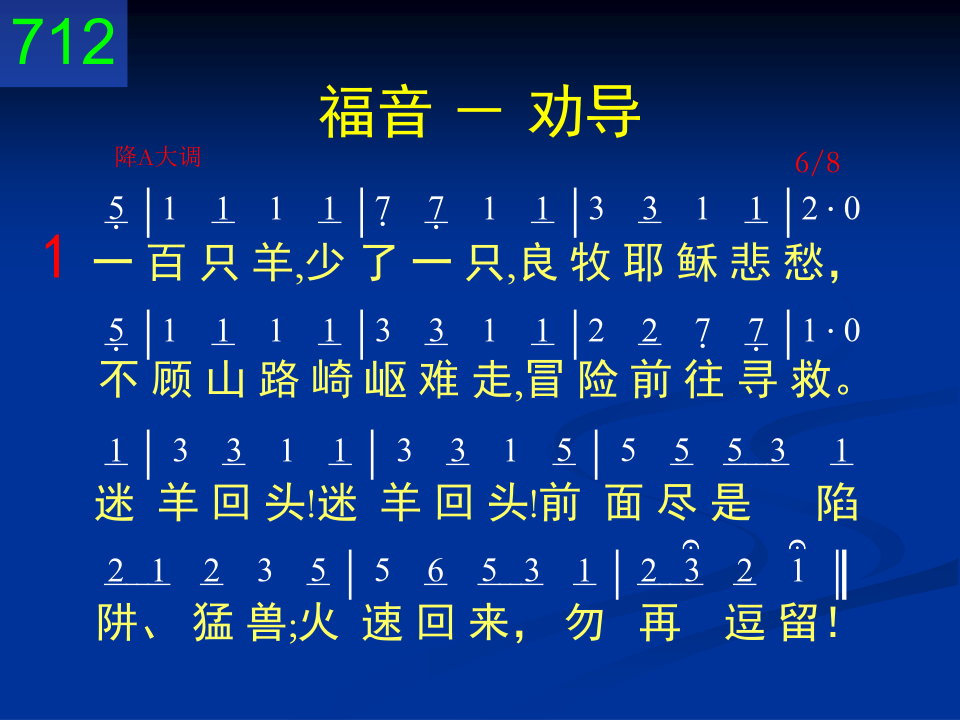 712
福音 － 劝导
降A大调 6/8
5̣ | 1 1 1 1 | 7̣ 7̣ 1 1 | 3 3 1 1 | 2 · 0
1 一 百 只 羊,少 了 一 只,良 牧 耶 稣 悲 愁，
5̣ | 1 1 1 1 | 3 3 1 1 | 2 2 7̣ 7̣ | 1 · 0
不 顾 山 路 崎 岖 难 走,冒 险 前 往 寻 救。
1 | 3 3 1 1 | 3 3 1 5 | 5 5 5 3 1
迷 羊 回 头!迷 羊 回 头!前 面 尽 是 陷
2 1 2 3 5 | 5 6 5 3 1 | 2 3 2 1 ‖
阱、 猛 兽;火 速 回 来， 勿 再 逗 留！